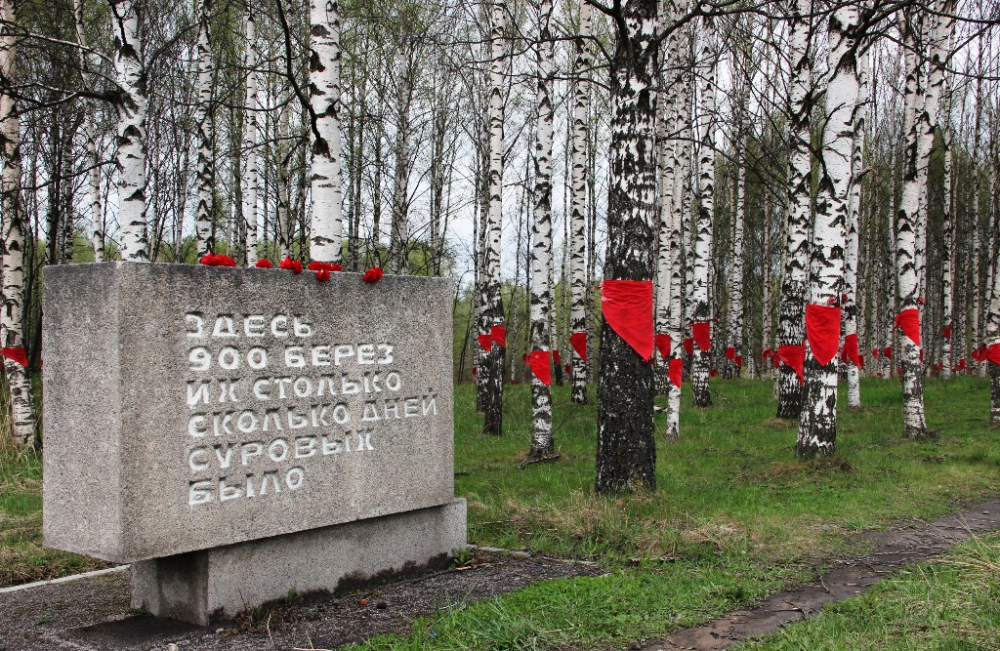 ЗДЕСЬ
900 БЕРЕЗ
ИХ СТОЛЬКО
СКОЛЬКО ДНЕЙ
СУРОВЫХ
БЫЛО